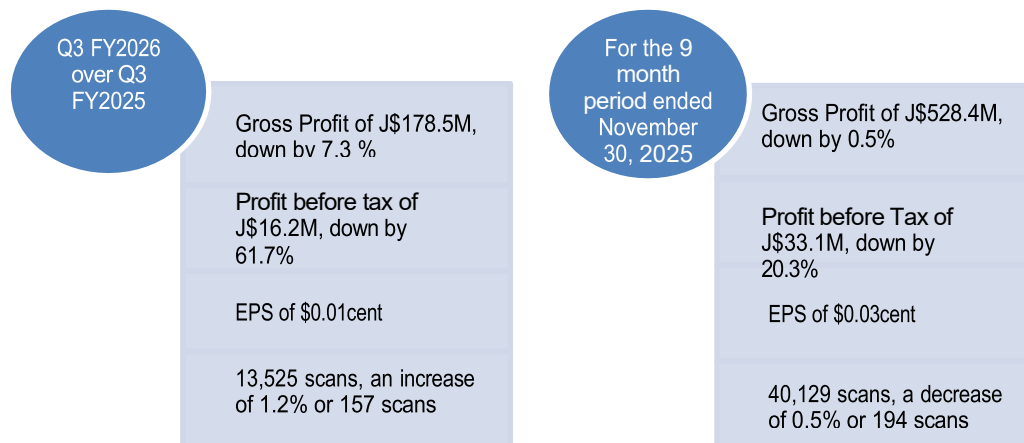 Q3 FY2026
over Q3
FY2025
Gross Profit of J$178.5M,
down by 7.3 %
Profit before tax of
J$16.2M, down by
61.7%
EPS of $0.01cent
13,525 scans, an increase
of 1.2% or 157 scans
For the 9
month
period ended
November
30, 2025
Gross Profit of J$528.4M,
down by 0.5%
Profit before Tax of
J$33.1M, down by
20.3%
EPS of $0.03cent
40,129 scans, a decrease
of 0.5% or 194 scans